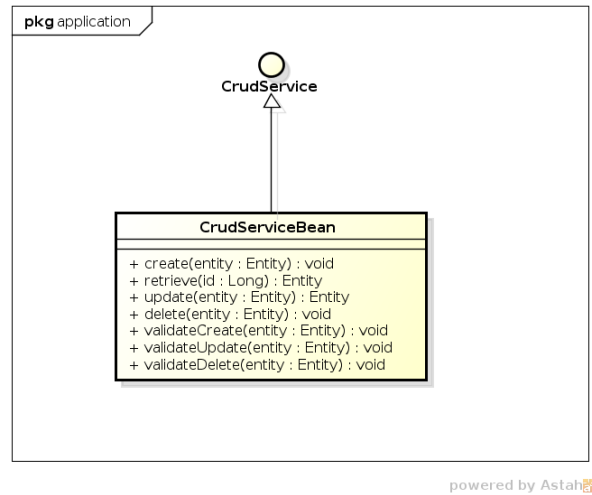 pkg application
CrudService
CrudServiceBean
+ create(entity : Entity) : void
+ retrieve(id : Long) : Entity
+ update(entity : Entity) : Entity
+ delete(entity : Entity) : void
+ validateCreate(entity : Entity) : void
+ validateUpdate(entity : Entity) : void
+ validateDelete(entity : Entity) : void
powered by Astah